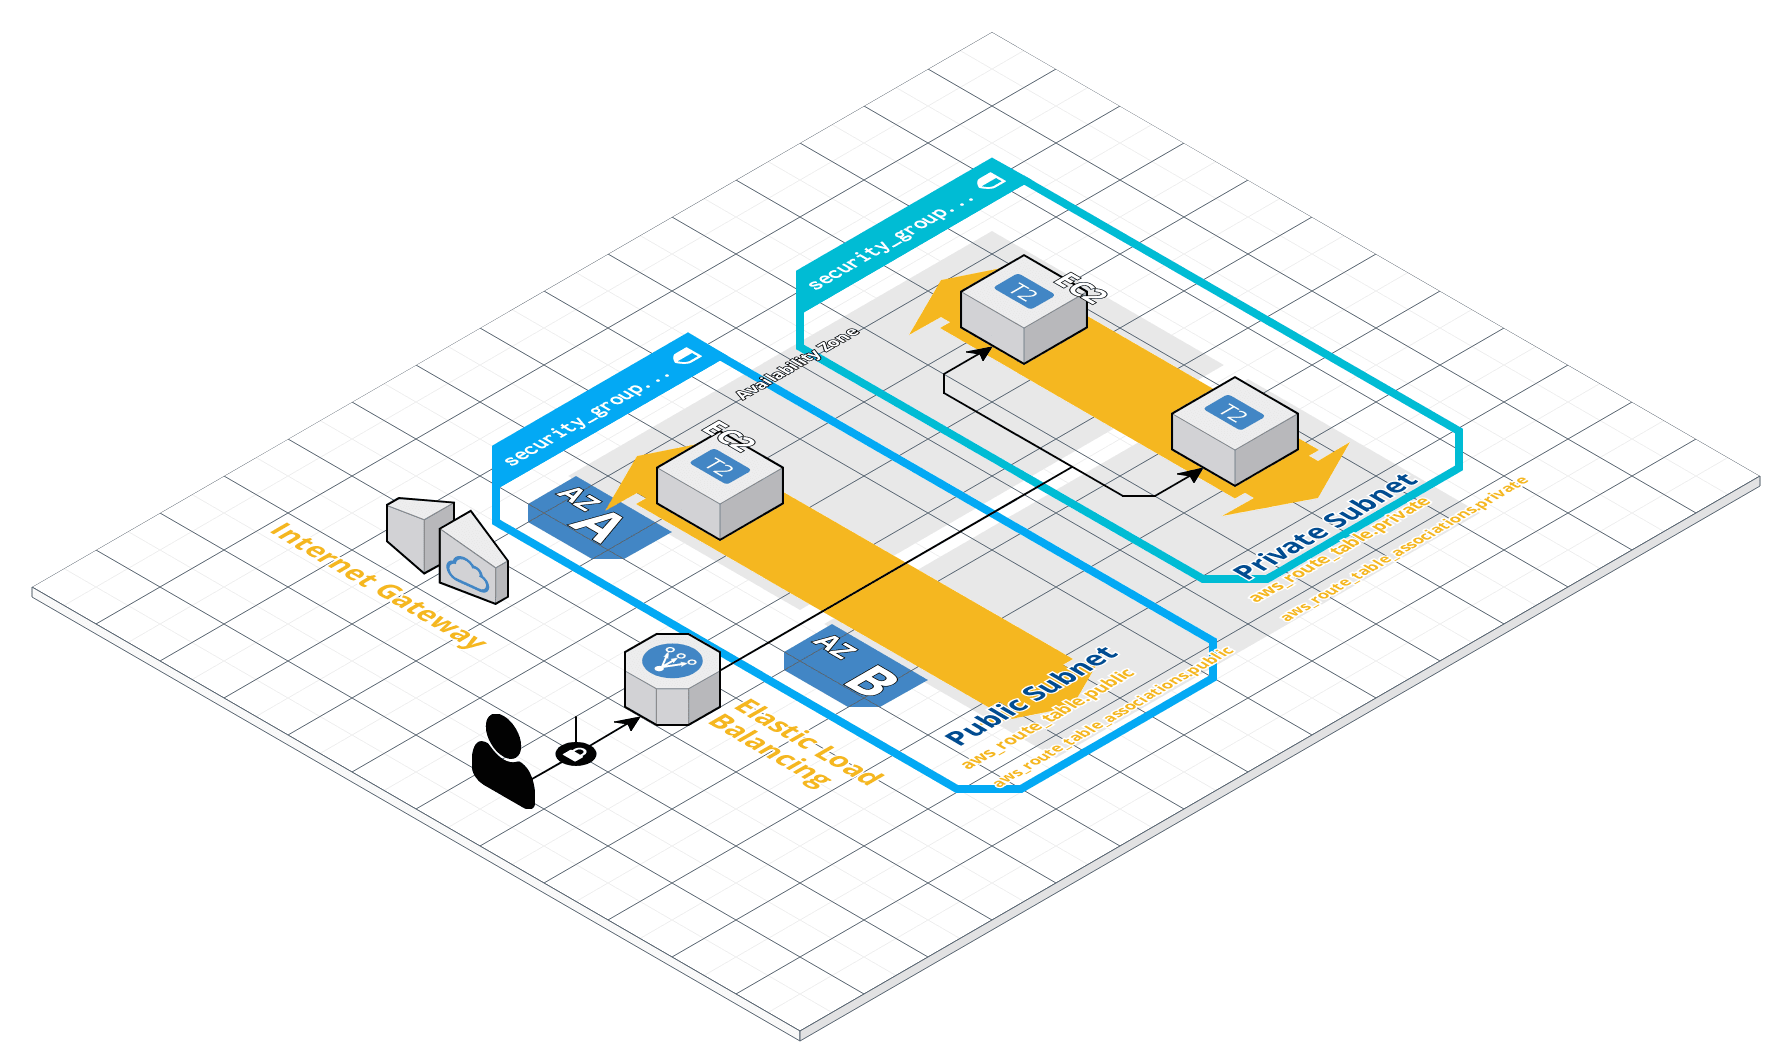 security_group...
T2
EC2
T2
Availability Zone
security_group...
EC2
T2
AZ
A
Internet Gateway
Private Subnet
aws_route_table.private
aws_route_table_associations.private
AZ
B
Public Subnet
aws_route_table.public
aws_route_table_associations.public
Elastic Load
Balancing